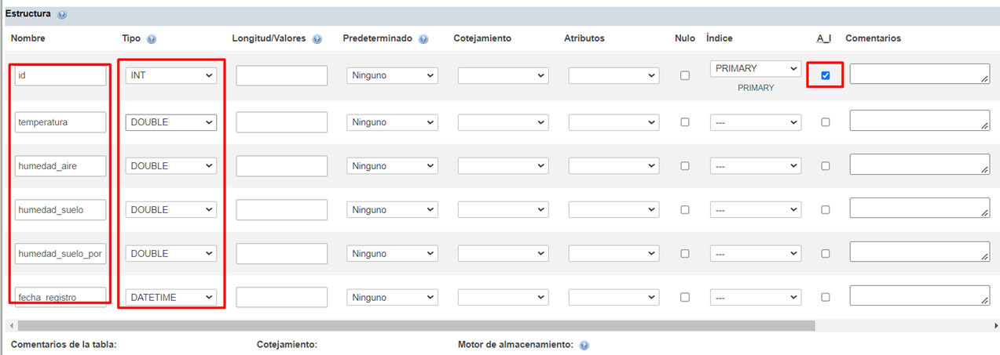 Estructura
Nombre Tipo Longitud/Valores Predeterminado Cotejamiento Atributos Nulo Índice A_I Comentarios
id INT Ninguno PRIMARY
PRIMARY
temperatura DOUBLE Ninguno ---
humedad_aire DOUBLE Ninguno ---
humedad_suelo DOUBLE Ninguno ---
humedad_suelo_por DOUBLE Ninguno ---
fecha_registro DATETIME Ninguno ---
Comentarios de la tabla: Cotejamiento: Motor de almacenamiento: